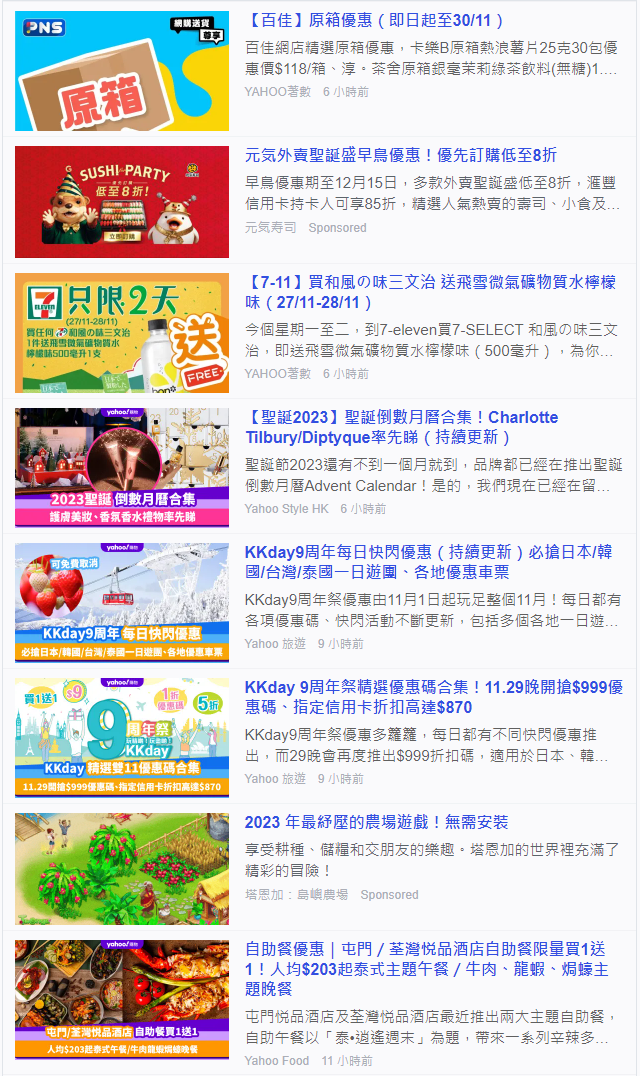 PNS
網購送貨
尊享
原箱
【百佳】原箱優惠（即日起至30/11）
百佳網店精選原箱優惠，卡樂B原箱熱浪薯片25克30包優
惠價$118/箱、淳。茶舍原箱銀毫茉莉綠茶飲料(無糖)1....
YAHOO著數 6 小時前
SUSHI PARTY
優先訂購
低至8折！
立即訂購
元気外賣聖誕盛早鳥優惠！優先訂購低至8折
早鳥優惠期至12月15日，多款外賣聖誕盛低至8折，滙豐
信用卡持卡人可享85折，精選人氣熱賣的壽司、小食及...
元気寿司 Sponsored
7
ELEVEN
只限2天
(27/11-28/11)
買任何 和風の味三文治
1件送飛雪微氣礦物質水
檸檬味500毫升1支
送
FREE
bon
【7-11】買和風の味三文治 送飛雪微氣礦物質水檸檬
味（27/11-28/11）
今個星期一至二，到7-eleven買7-SELECT 和風の味三文
治，即送飛雪微氣礦物質水檸檬味（500毫升），為你...
YAHOO著數 6 小時前
yahoo!
2023聖誕 倒數月曆合集
護膚美妝、香氛香水禮物率先睇
【聖誕2023】聖誕倒數月曆合集！Charlotte
Tilbury/Diptyque率先睇（持續更新）
聖誕節2023還有不到一個月就到，品牌都已經在推出聖誕
倒數月曆Advent Calendar！是的，我們現在已經在留...
Yahoo Style HK 6 小時前
yahoo!
可免費取消
KKday9周年 每日快閃優惠
必搶日本/韓國/台灣/泰國一日遊團、各地優惠車票
KKday9周年每日快閃優惠（持續更新）必搶日本/韓
國/台灣/泰國一日遊團、各地優惠車票
KKday9周年祭優惠由11月1日起玩足整個11月！每日都有
各項優惠碼、快閃活動不斷更新，包括多個各地一日遊...
Yahoo 旅遊 9 小時前
yahoo!
買1送1
$9
1折
優惠碼
5折
9
周年祭
KKday
KKday 精選雙11優惠碼合集
11.29開搶$999優惠碼、指定信用卡折扣高達$870
KKday 9周年祭精選優惠碼合集！11.29晚開搶$999優
惠碼、指定信用卡折扣高達$870
KKday9周年祭優惠多籮籮，每日都有不同快閃優惠推
出，而29晚會再度推出$999折扣碼，適用於日本、韓...
Yahoo 旅遊 9 小時前
2023 年最紓壓的農場遊戲！無需安裝
享受耕種、儲糧和交朋友的樂趣。塔恩加的世界裡充滿了
精彩的冒險！
塔恩加：島嶼農場 Sponsored
yahoo!
屯門/荃灣悦品酒店 自助餐買1送1
人均$203起泰式午餐/牛肉龍蝦焗蠔晚餐
自助餐優惠｜屯門／荃灣悦品酒店自助餐限量買1送
1！人均$203起泰式主題午餐／牛肉、龍蝦、焗蠔主
題晚餐
屯門悦品酒店及荃灣悦品酒店最近推出兩大主題自助餐，
自助午餐以「泰•逍遙週末」為題，帶來一系列辛辣多...
Yahoo Food 11 小時前